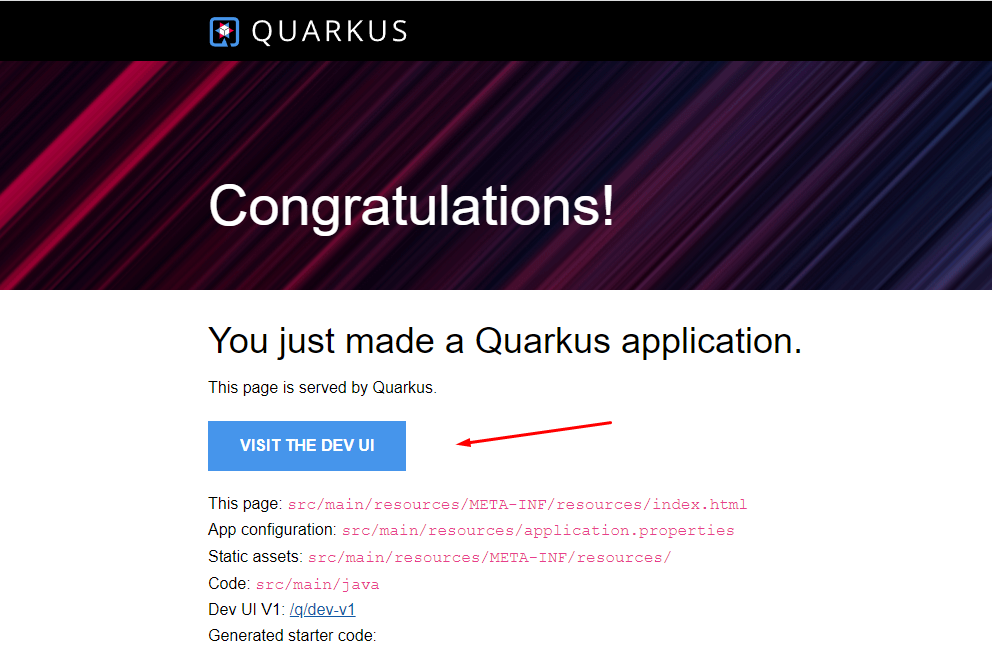 QUARKUS
Congratulations!
You just made a Quarkus application.
This page is served by Quarkus.
VISIT THE DEV UI
This page: src/main/resources/META-INF/resources/index.html
App configuration: src/main/resources/application.properties
Static assets: src/main/resources/META-INF/resources/
Code: src/main/java
Dev UI V1: /q/dev-v1
Generated starter code: